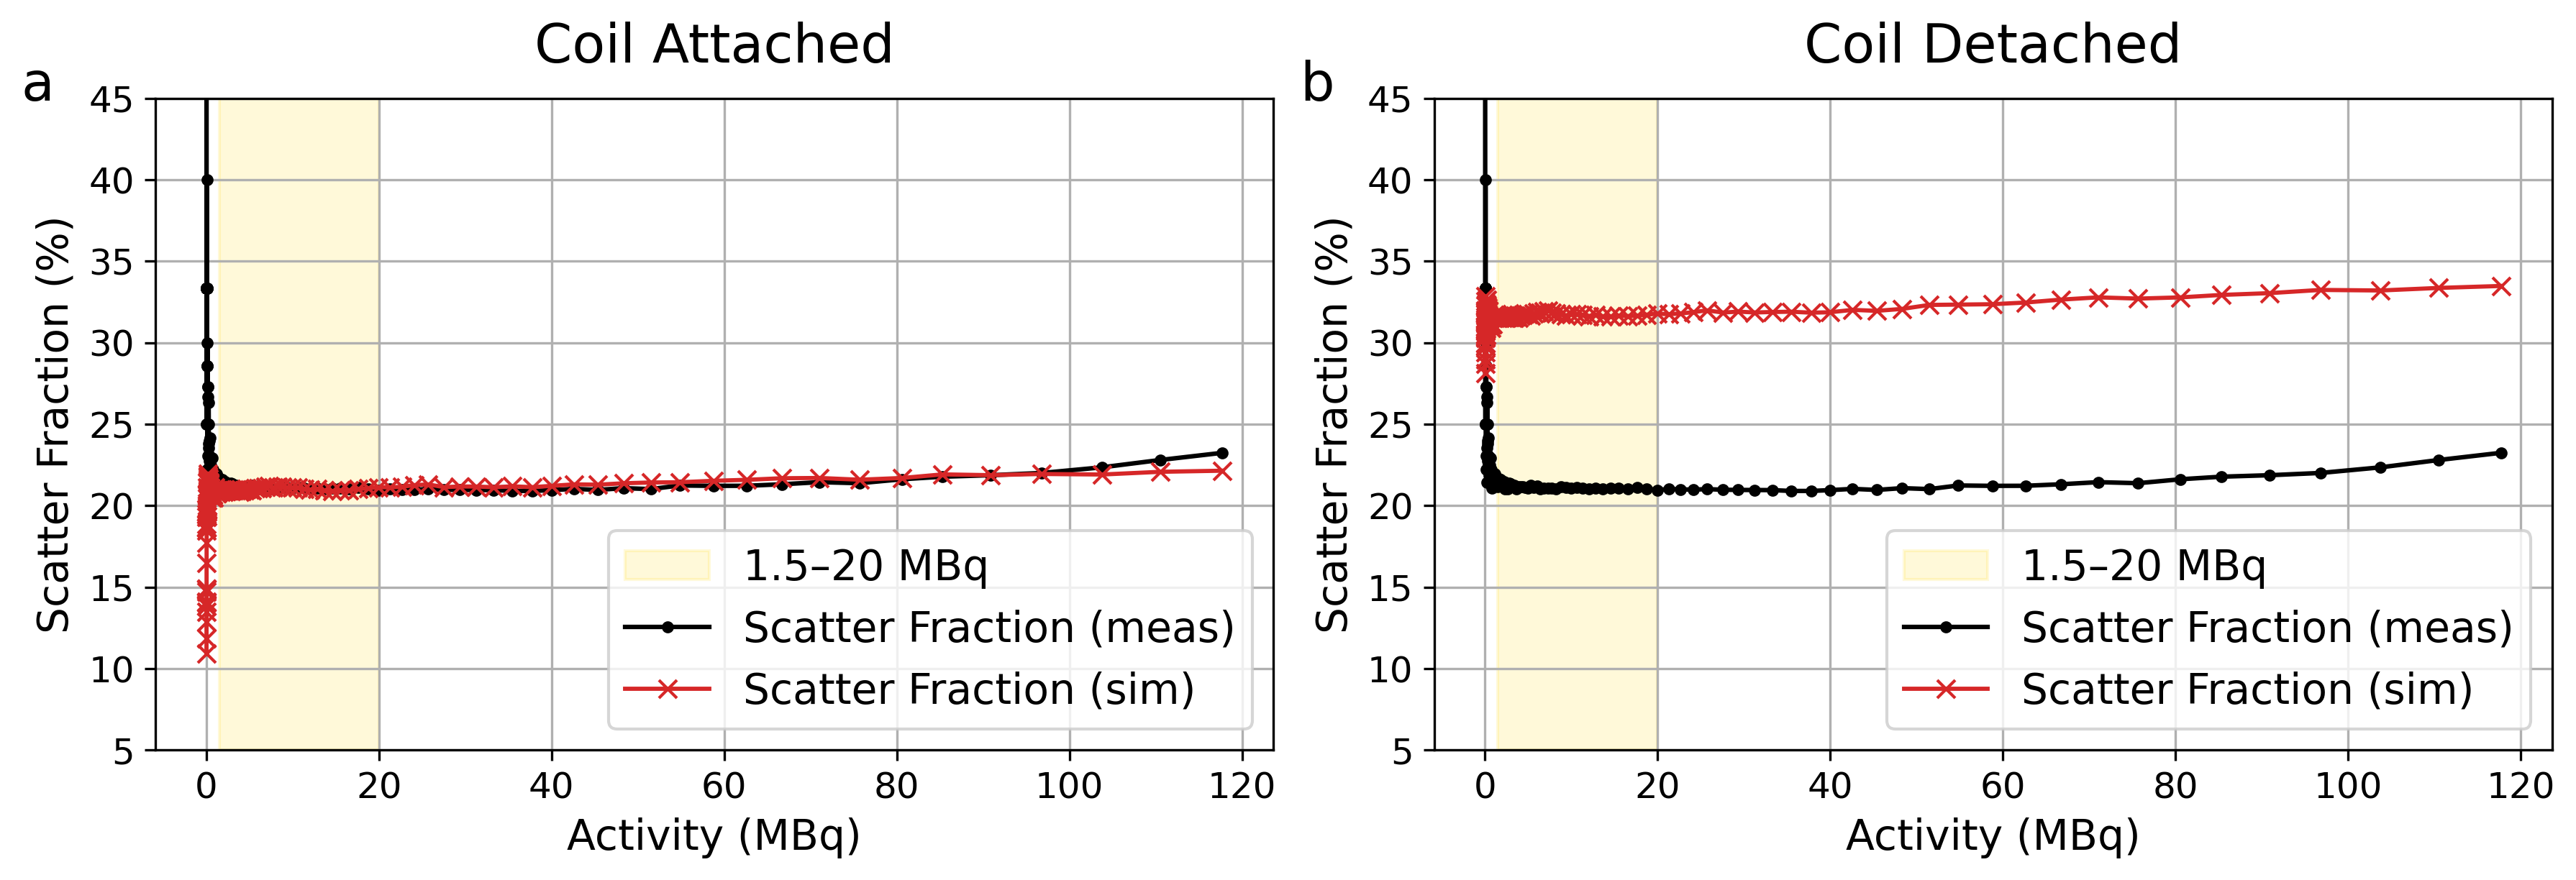 Coil Attached
a
45
40
35
30
25
20
15
10
5
Scatter Fraction (%)
1.5–20 MBq
Scatter Fraction (meas)
Scatter Fraction (sim)
0 20 40 60 80 100 120
Activity (MBq)
Coil Detached
b
45
40
35
30
25
20
15
10
5
Scatter Fraction (%)
1.5–20 MBq
Scatter Fraction (meas)
Scatter Fraction (sim)
0 20 40 60 80 100 120
Activity (MBq)